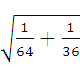 √(1/64 + 1/36)